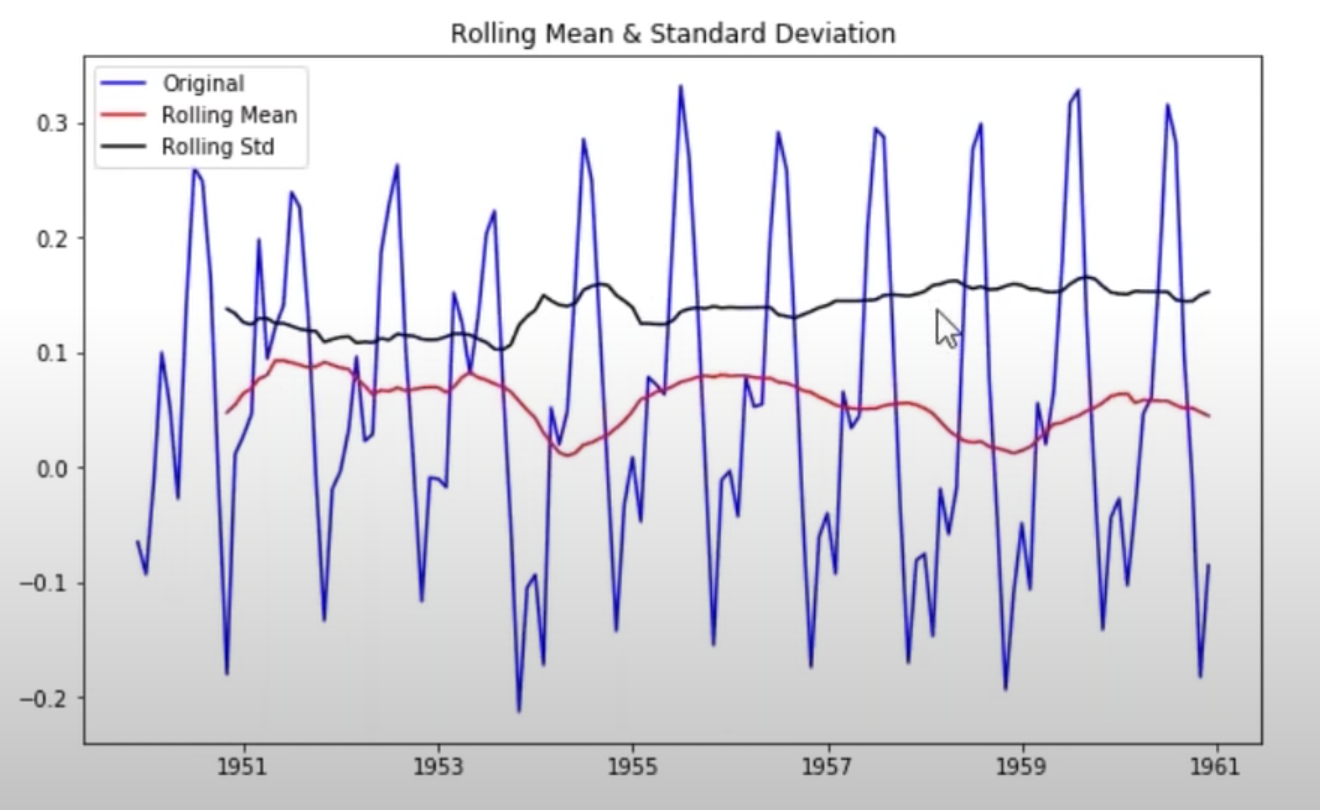 Rolling Mean & Standard Deviation
Original
Rolling Mean
Rolling Std
0.3
0.2
0.1
0.0
−0.1
−0.2
1951 1953 1955 1957 1959 1961